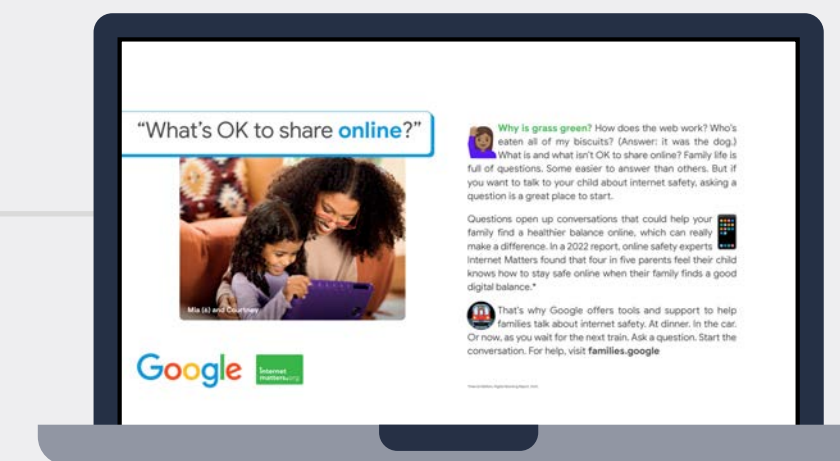 “What’s OK to share online?”
Mia (6) and Courtney
Google
internet
matters.org
Why is grass green? How does the web work? Who’s
eaten all of my biscuits? (Answer: it was the dog.)
What is and what isn’t OK to share online? Family life is
full of questions. Some easier to answer than others. But if
you want to talk to your child about internet safety, asking a
question is a great place to start.
Questions open up conversations that could help your
family find a healthier balance online, which can really
make a difference. In a 2022 report, online safety experts
Internet Matters found that four in five parents feel their child
knows how to stay safe online when their family finds a good
digital balance.*
That’s why Google offers tools and support to help
families talk about internet safety. At dinner. In the car.
Or now, as you wait for the next train. Ask a question. Start the
conversation. For help, visit families.google